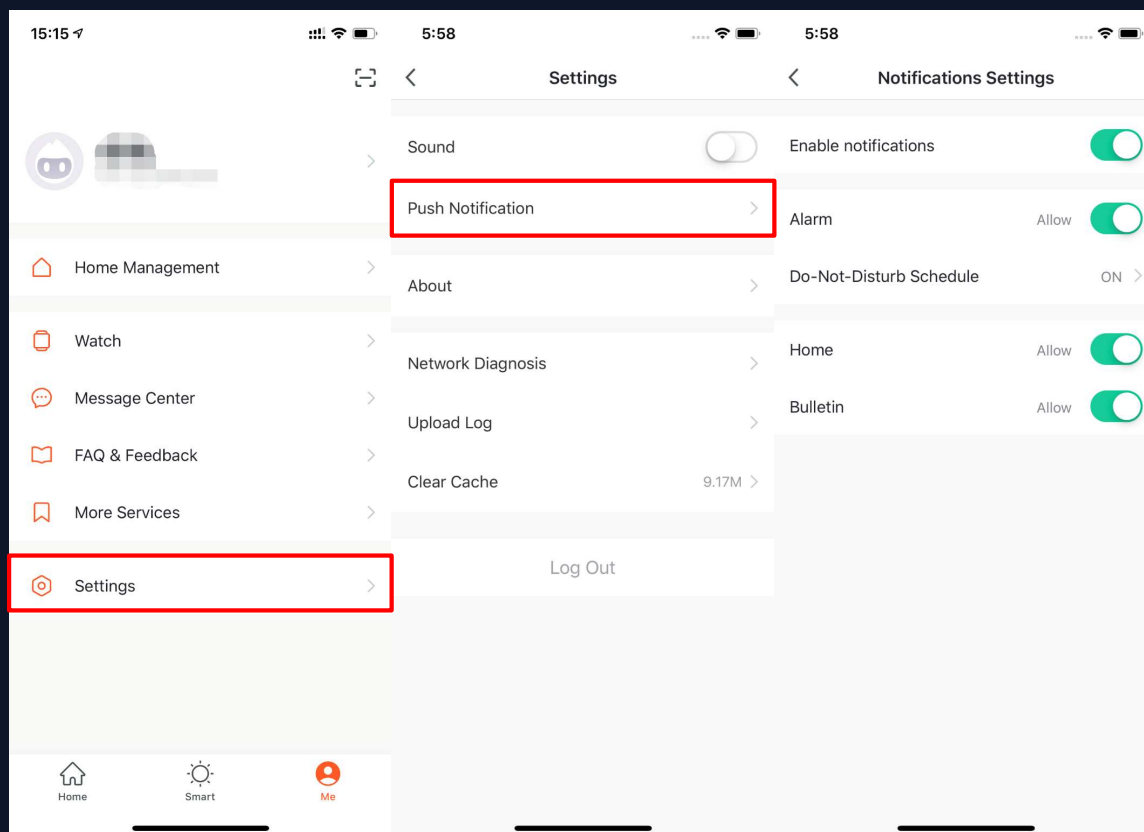 15:15
Home Management
Watch
Message Center
FAQ & Feedback
More Services
Settings
Home
Smart
Me
5:58
Settings
Sound
Push Notification
About
Network Diagnosis
Upload Log
Clear Cache 9.17M
Log Out
5:58
Notifications Settings
Enable notifications
Alarm Allow
Do-Not-Disturb Schedule ON
Home Allow
Bulletin Allow